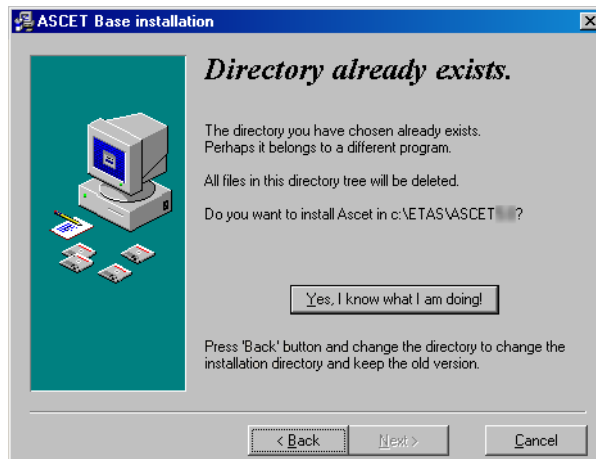 ASCET Base installation
Directory already exists.
The directory you have chosen already exists.
Perhaps it belongs to a different program.
All files in this directory tree will be deleted.
Do you want to install Ascet in c:\ETAS\ASCET ?
Yes, I know what I am doing!
Press 'Back' button and change the directory to change the
installation directory and keep the old version.
< Back Next > Cancel